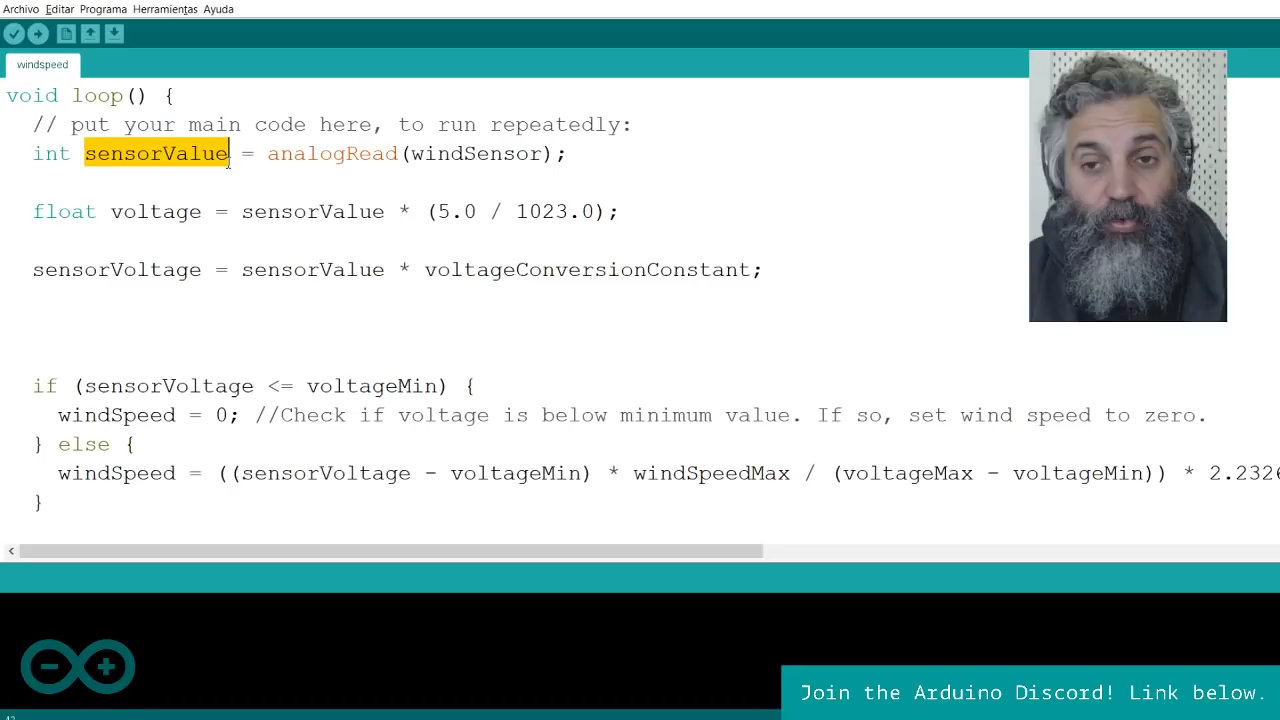 Archivo Editar Programa Herramientas Ayuda
windspeed
void loop() {
// put your main code here, to run repeatedly:
int sensorValue = analogRead(windSensor);
float voltage = sensorValue * (5.0 / 1023.0);
sensorVoltage = sensorValue * voltageConversionConstant;
if (sensorVoltage <= voltageMin) {
windSpeed = 0; //Check if voltage is below minimum value. If so, set wind speed to zero.
} else {
windSpeed = ((sensorVoltage - voltageMin) * windSpeedMax / (voltageMax - voltageMin)) * 2.232
}
Join the Arduino Discord! Link below.